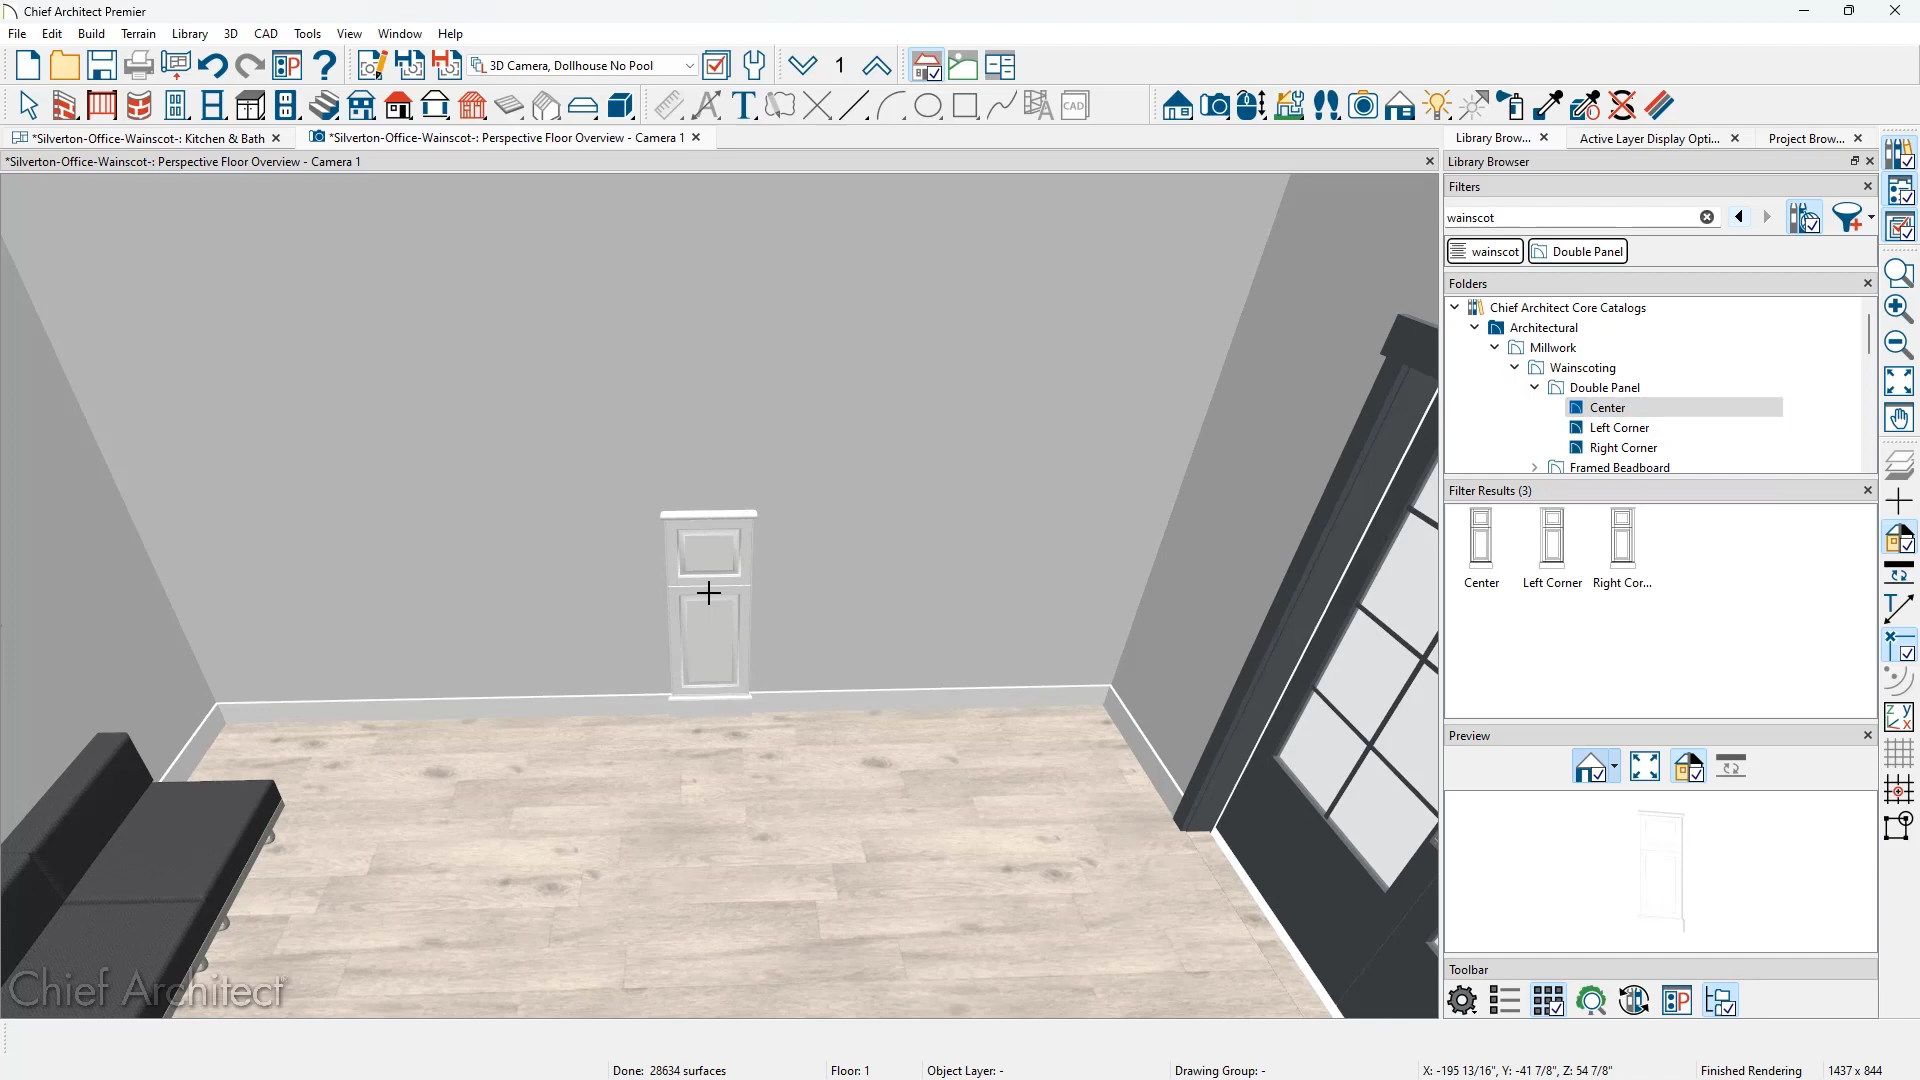 Chief Architect Premier
File Edit Build Terrain Library 3D CAD Tools View Window Help
3D Camera, Dollhouse No Pool 1
CAD
*Silverton-Office-Wainscot-: Kitchen & Bath *Silverton-Office-Wainscot-: Perspective Floor Overview - Camera 1 Library Brow... Active Layer Display Opti... Project Brow...
*Silverton-Office-Wainscot-: Perspective Floor Overview - Camera 1
Library Browser
Filters
wainscot
wainscot Double Panel
Folders
Chief Architect Core Catalogs
Architectural
Millwork
Wainscoting
Double Panel
Center
Left Corner
Right Corner
Framed Beadboard
Filter Results (3)
Center Left Corner Right Cor...
Preview
Chief Architect
Toolbar
Done: 28634 surfaces Floor: 1 Object Layer: - Drawing Group: - X: -195 13/16", Y: -41 7/8", Z: 54 7/8" Finished Rendering 1437 x 844